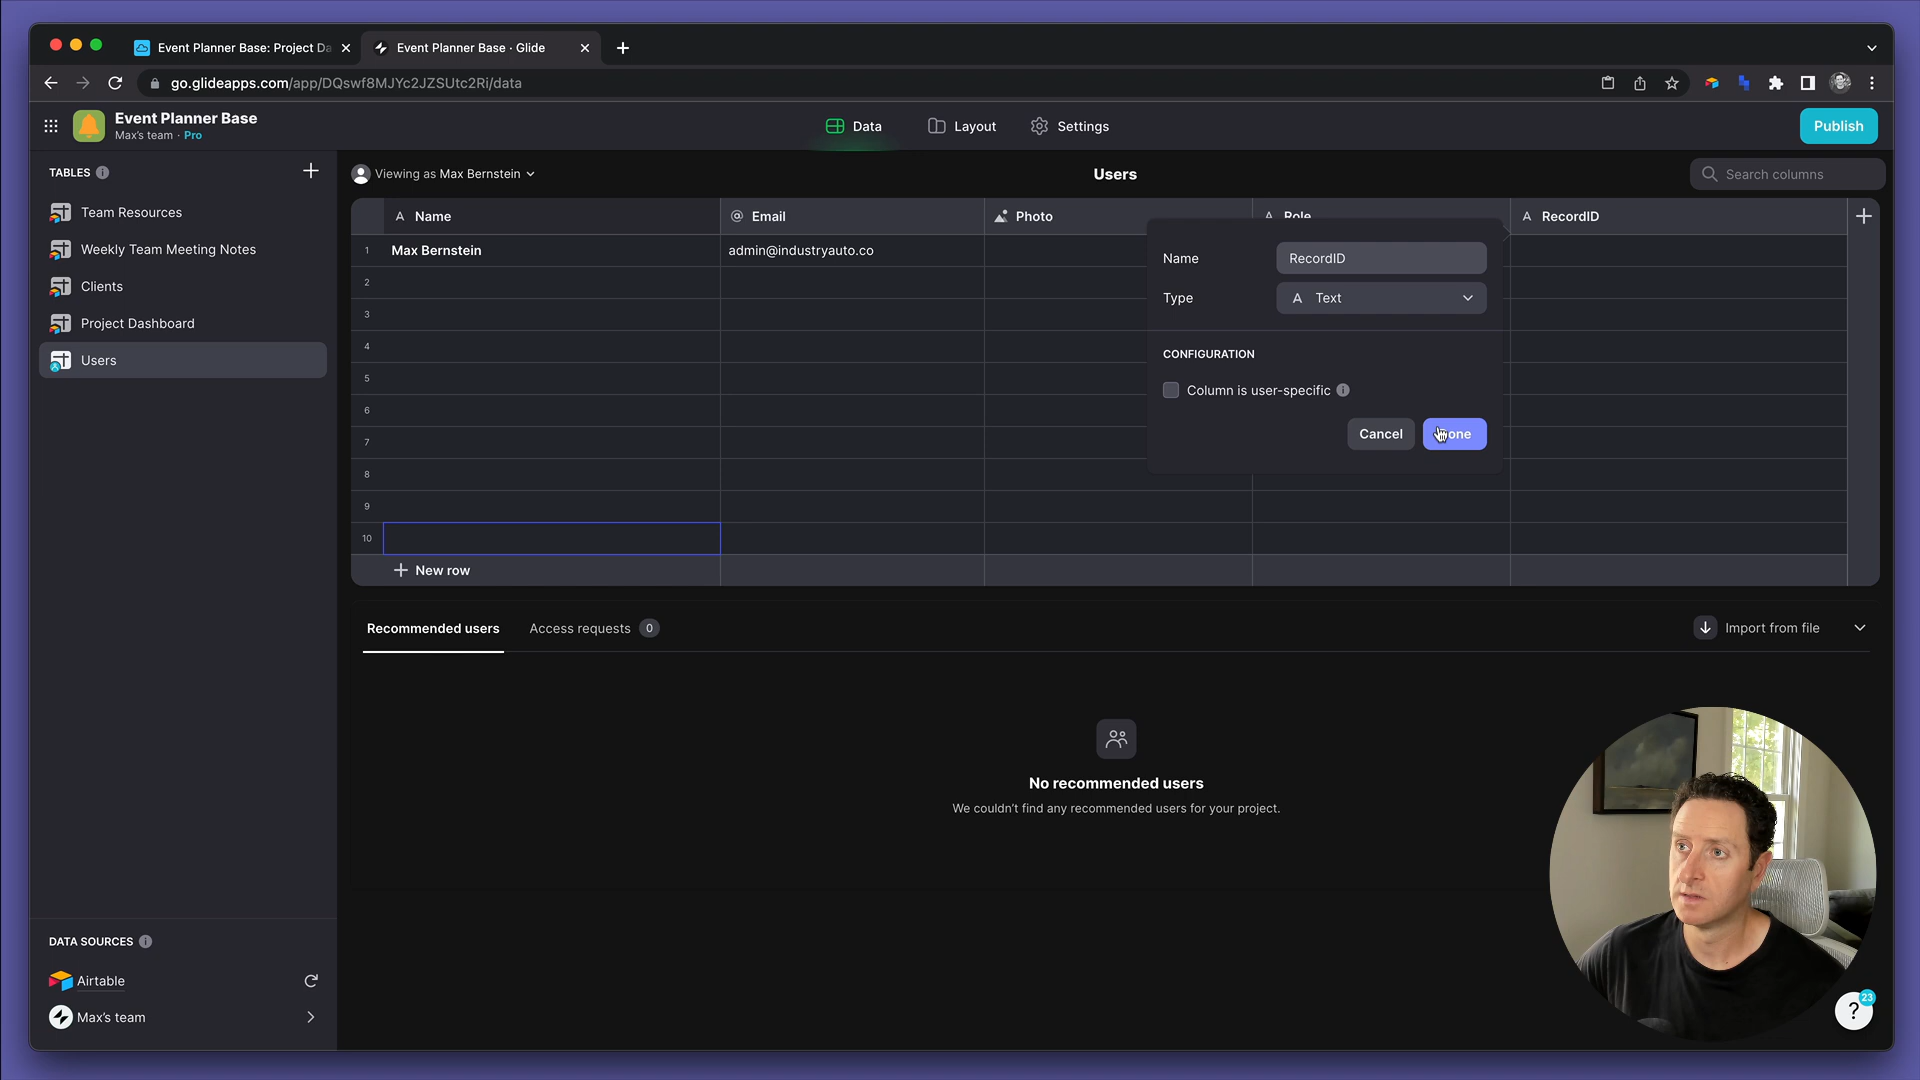 Event Planner Base: Project Da
Event Planner Base · Glide
go.glideapps.com/app/DQswf8MJYc2JZSUtc2Ri/data
Event Planner Base
Max's team · Pro
Data
Layout
Settings
Publish
TABLES
Team Resources
Weekly Team Meeting Notes
Clients
Project Dashboard
Users
Viewing as Max Bernstein
Users
Search columns
Name
Email
Photo
Role
RecordID
1
Max Bernstein
admin@industryauto.co
2
3
4
5
6
7
8
9
10
New row
Name
RecordID
Type
Text
CONFIGURATION
Column is user-specific
Cancel
one
Recommended users
Access requests 0
Import from file
No recommended users
We couldn't find any recommended users for your project.
DATA SOURCES
Airtable
Max's team
23
?